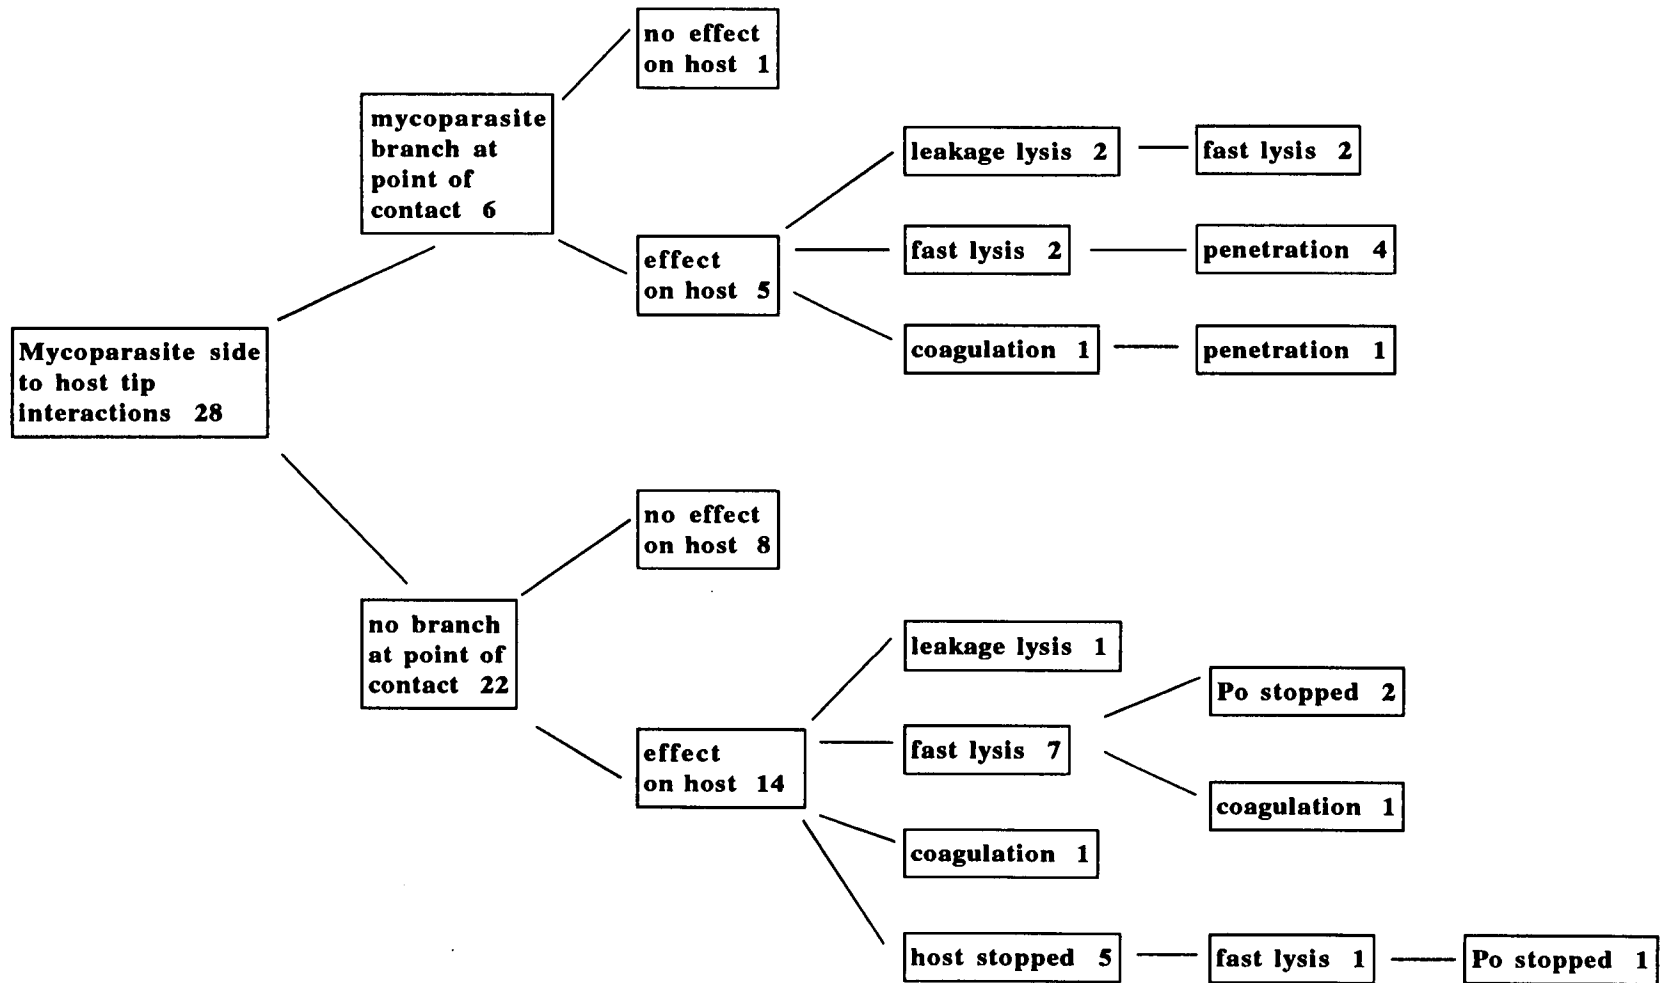 no effect
on host 1
mycoparasite
branch at
point of
contact 6
leakage lysis 2
fast lysis 2
effect
on host 5
fast lysis 2
penetration 4
coagulation 1
penetration 1
Mycoparasite side
to host tip
interactions 28
no effect
on host 8
no branch
at point of
contact 22
leakage lysis 1
effect
on host 14
fast lysis 7
Po stopped 2
coagulation 1
coagulation 1
host stopped 5
fast lysis 1
Po stopped 1